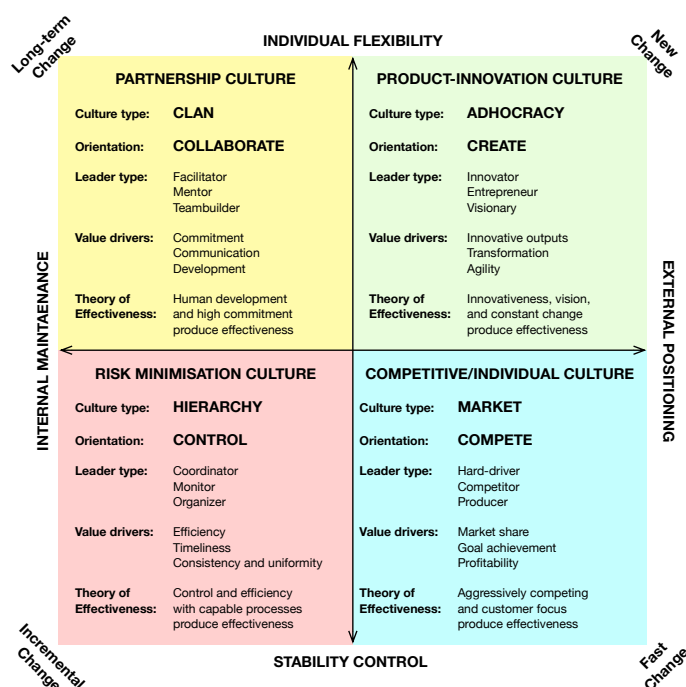 Long-term
Change
INDIVIDUAL FLEXIBILITY
New
Change
PARTNERSHIP CULTURE
Culture type: CLAN
Orientation: COLLABORATE
Leader type: Facilitator
Mentor
Teambuilder
Value drivers: Commitment
Communication
Development
Theory of Human development
Effectiveness: and high commitment
produce effectiveness
PRODUCT-INNOVATION CULTURE
Culture type: ADHOCRACY
Orientation: CREATE
Leader type: Innovator
Entrepreneur
Visionary
Value drivers: Innovative outputs
Transformation
Agility
Theory of Innovativeness, vision,
Effectiveness: and constant change
produce effectiveness
INTERNAL MAINTAENANCE
EXTERNAL POSITIONING
RISK MINIMISATION CULTURE
Culture type: HIERARCHY
Orientation: CONTROL
Leader type: Coordinator
Monitor
Organizer
Value drivers: Efficiency
Timeliness
Consistency and uniformity
Theory of Control and efficiency
Effectiveness: with capable processes
produce effectiveness
COMPETITIVE/INDIVIDUAL CULTURE
Culture type: MARKET
Orientation: COMPETE
Leader type: Hard-driver
Competitor
Producer
Value drivers: Market share
Goal achievement
Profitability
Theory of Aggressively competing
Effectiveness: and customer focus
produce effectiveness
Incremental
Change
STABILITY CONTROL
Fast
Change